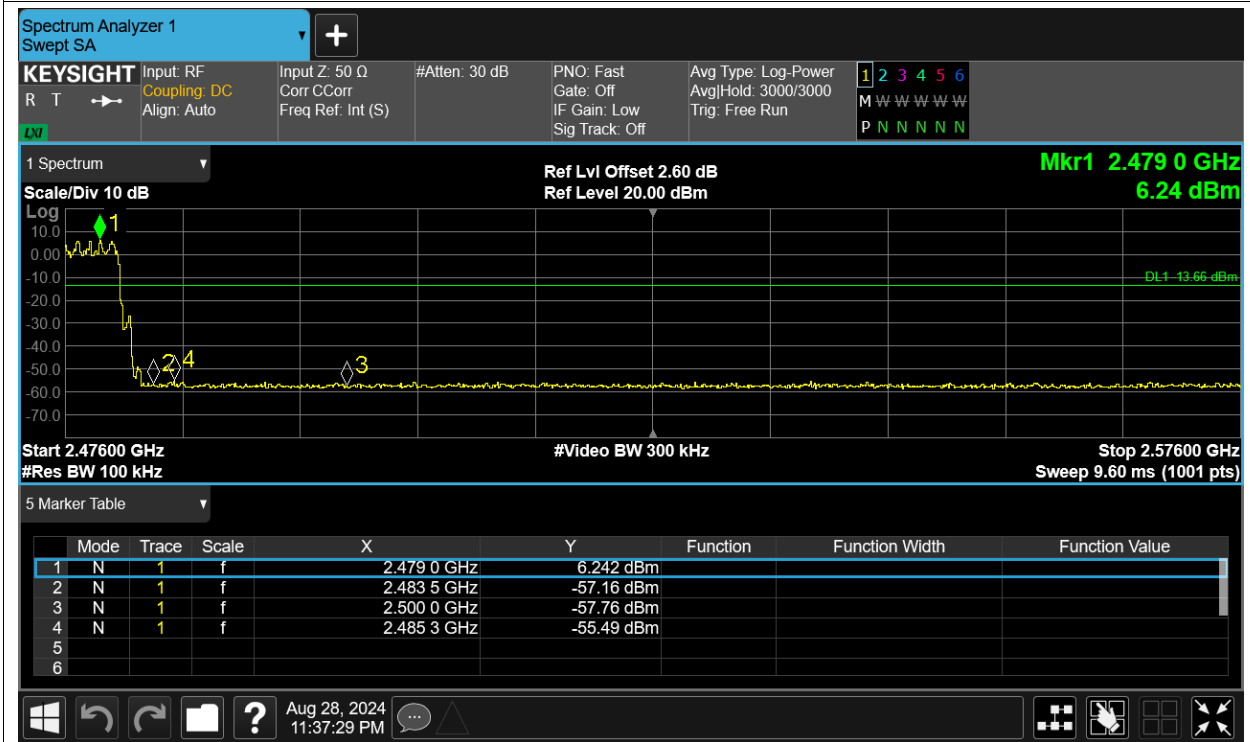 Spectrum Analyzer 1
Swept SA
KEYSIGHT
R T
LXI
Input: RF
Coupling: DC
Align: Auto
Input Z: 50 Ω
Corr CCorr
Freq Ref: Int (S)
#Atten: 30 dB
PNO: Fast
Gate: Off
IF Gain: Low
Sig Track: Off
Avg Type: Log-Power
Avg|Hold: 3000/3000
Trig: Free Run
1 2 3 4 5 6
M W W W W W
P N N N N N
1 Spectrum
Scale/Div 10 dB
Ref Lvl Offset 2.60 dB
Ref Level 20.00 dBm
Mkr1 2.479 0 GHz
6.24 dBm
Log
10.0
0.00
-10.0
-20.0
-30.0
-40.0
-50.0
-60.0
-70.0
1
2
4
3
DL1 -13.66 dBm
Start 2.47600 GHz
#Res BW 100 kHz
#Video BW 300 kHz
Stop 2.57600 GHz
Sweep 9.60 ms (1001 pts)
5 Marker Table
Mode Trace Scale X Y Function Function Width Function Value
1 N 1 f 2.479 0 GHz 6.242 dBm
2 N 1 f 2.483 5 GHz -57.16 dBm
3 N 1 f 2.500 0 GHz -57.76 dBm
4 N 1 f 2.485 3 GHz -55.49 dBm
5
6
?
Aug 28, 2024
11:37:29 PM